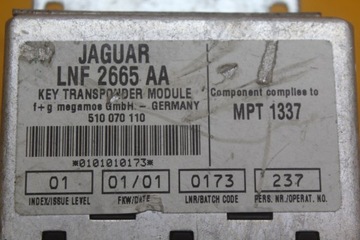 JAGUAR
LNF 2665 AA
KEY TRANSPONDER MODULE
f+g megamos GmbH. - GERMANY
510 070 110
Component complies to
MPT 1337
*0101010173*
01
01/01
0173
237
INDEX/ISSUE LEVEL
FKW/DATE
LNR/BATCH CODE
PERS. NR./OPERAT. NO.